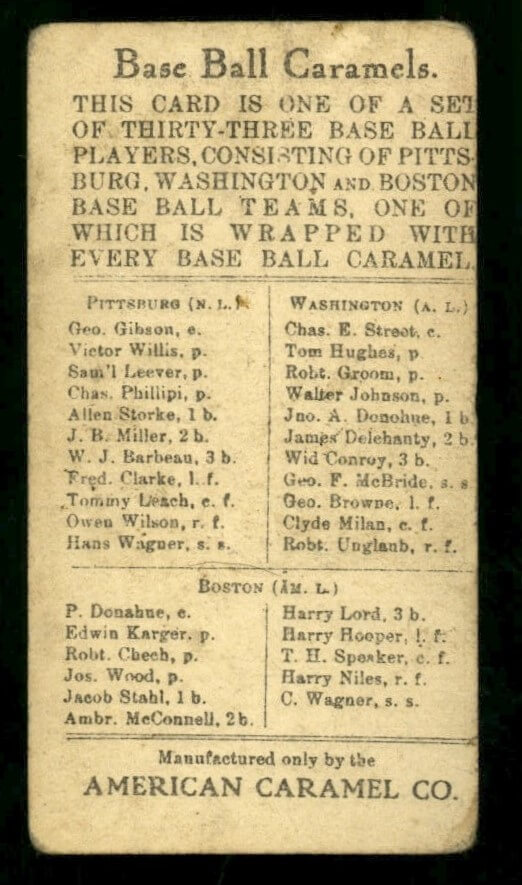 Base Ball Caramels.
THIS CARD IS ONE OF A SET
OF THIRTY-THREE BASE BALL
PLAYERS, CONSISTING OF PITTS-
BURG, WASHINGTON AND BOSTON
BASE BALL TEAMS, ONE OF
WHICH IS WRAPPED WITH
EVERY BASE BALL CARAMEL.
PITTSBURG (N. L.)
Geo. Gibson, c.
Victor Willis, p.
Sam'l Leever, p.
Chas. Phillipi, p.
Allen Storke, 1 b.
J. B. Miller, 2 b.
W. J. Barbeau, 3 b.
Fred. Clarke, l. f.
Tommy Leach, c. f.
Owen Wilson, r. f.
Hans Wagner, s. s.
WASHINGTON (A. L.)
Chas. E. Street, c.
Tom Hughes, p.
Robt. Groom, p.
Walter Johnson, p.
Jno. A. Donohue, 1 b
James Delehanty, 2 b
Wid Conroy, 3 b.
Geo. F. McBride, s. s
Geo. Browne, l. f.
Clyde Milan, c. f.
Robt. Unglaub, r. f.
BOSTON (AM. L.)
P. Donahue, c.
Edwin Karger, p.
Robt. Chech, p.
Jos. Wood, p.
Jacob Stahl, 1 b.
Ambr. McConnell, 2 b.
Harry Lord, 3 b.
Harry Hooper, l. f.
T. H. Speaker, c. f.
Harry Niles, r. f.
C. Wagner, s. s.
Manufactured only by the
AMERICAN CARAMEL CO.